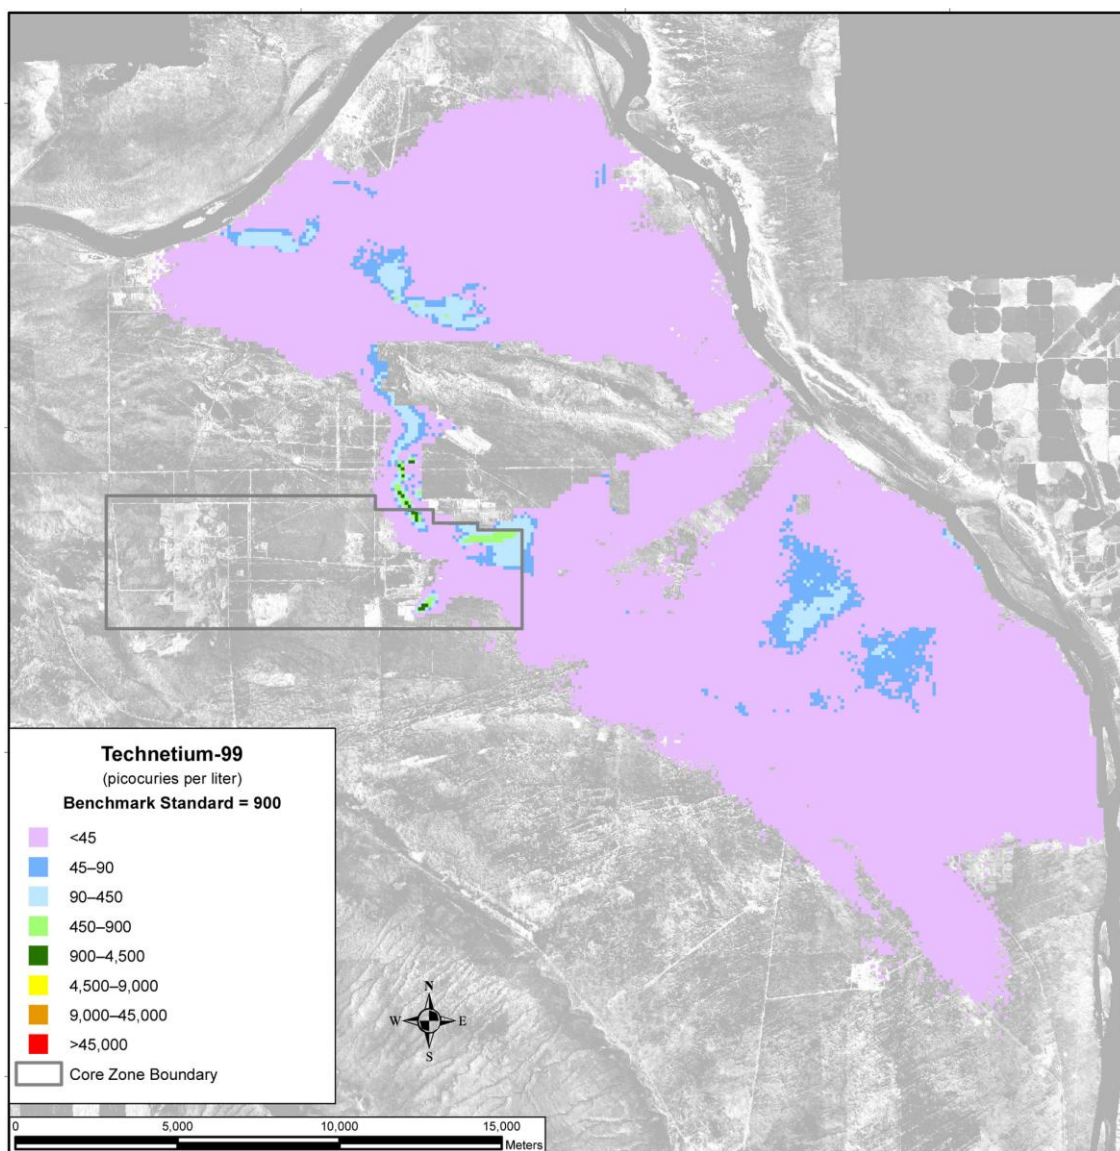 Technetium-99
(picocuries per liter)
Benchmark Standard = 900
<45
45–90
90–450
450–900
900–4,500
4,500–9,000
9,000–45,000
>45,000
Core Zone Boundary
N
W E
S
0 5,000 10,000 15,000
Meters